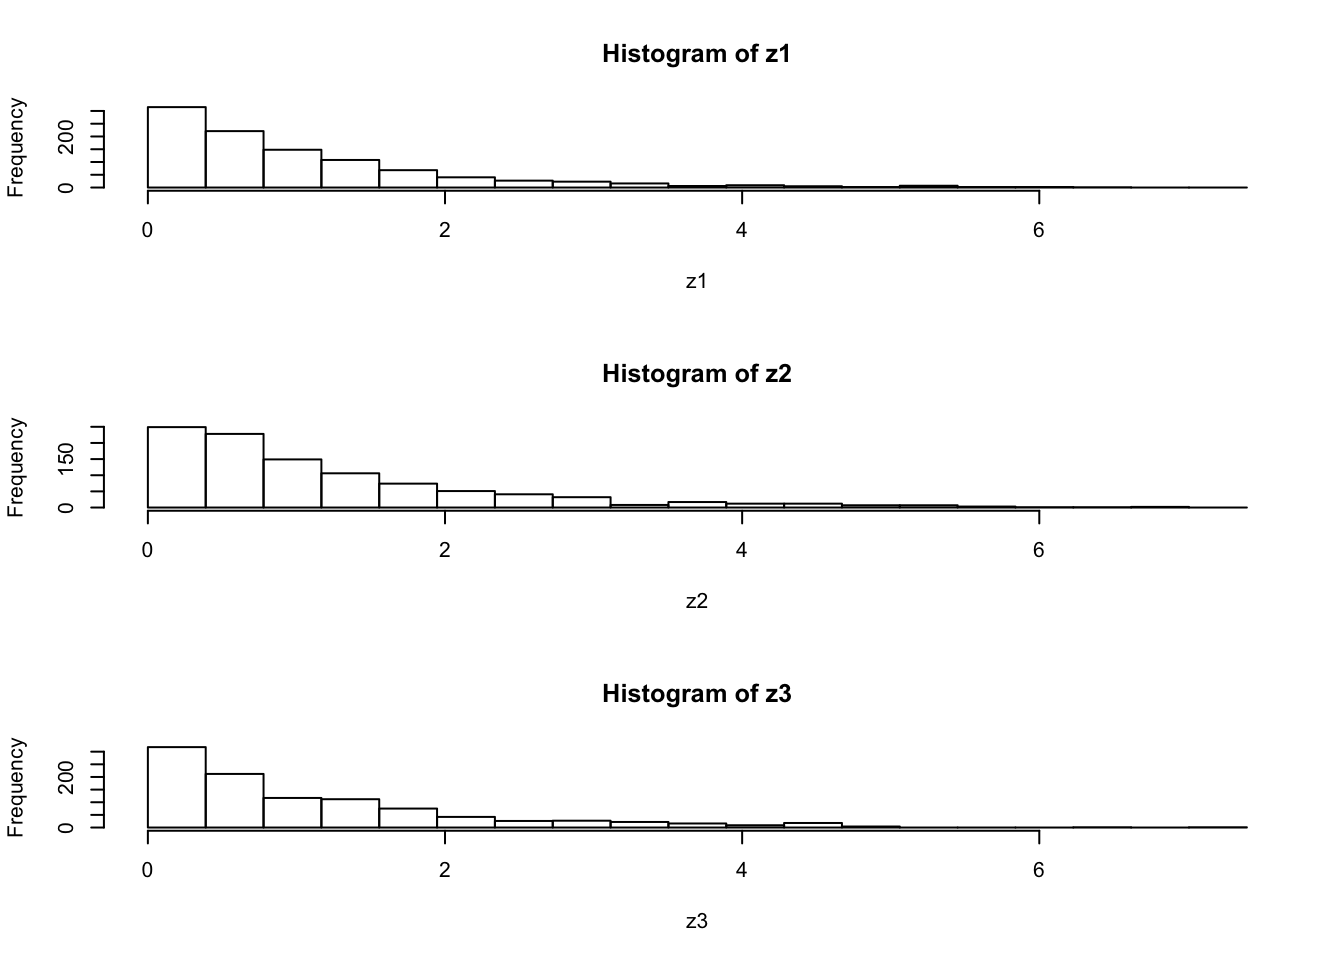 Histogram of z1
Frequency
200
0
0 2 4 6
z1
Histogram of z2
Frequency
150
0
0 2 4 6
z2
Histogram of z3
Frequency
200
0
0 2 4 6
z3